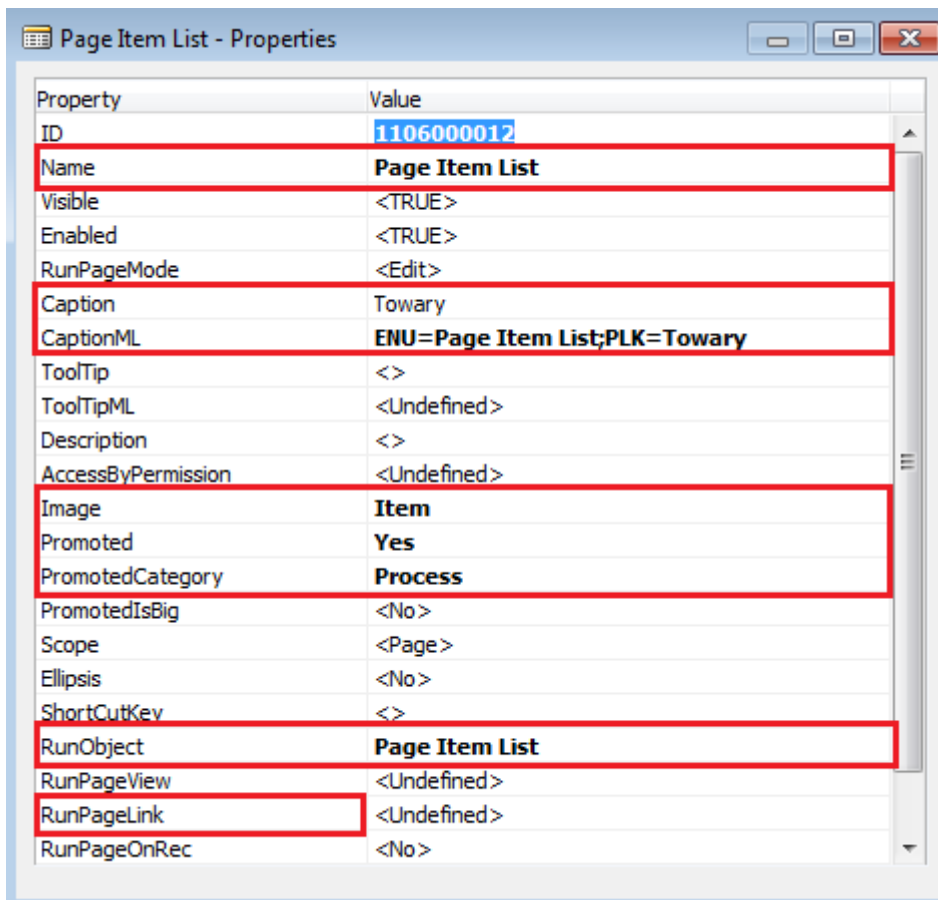 Page Item List - Properties
Property Value
ID 1106000012
Name Page Item List
Visible <TRUE>
Enabled <TRUE>
RunPageMode <Edit>
Caption Towary
CaptionML ENU=Page Item List;PLK=Towary
ToolTip <>
ToolTipML <Undefined>
Description <>
AccessByPermission <Undefined>
Image Item
Promoted Yes
PromotedCategory Process
PromotedIsBig <No>
Scope <Page>
Ellipsis <No>
ShortCutKey <>
RunObject Page Item List
RunPageView <Undefined>
RunPageLink <Undefined>
RunPageOnRec <No>